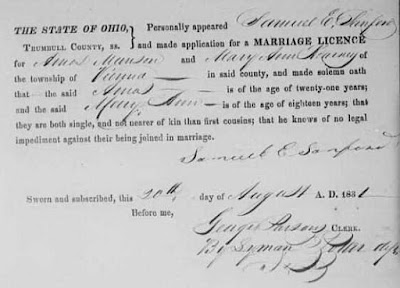 THE STATE OF OHIO, } Personally appeared Samuel E. Sanford
TRUMBULL COUNTY, SS. } and made application for a MARRIAGE LICENCE
for Amos Munson and Mary Ann Kearney of
the township of Vienna in said county, and made solemn oath
that the said Amos is of the age of twenty-one years;
and the said Mary Ann is of the age of eighteen years; that
they are both single, and not nearer of kin than first cousins; that he knows of no legal
impediment against their being joined in marriage.
Samuel E Sanford
Sworn and subscribed, this 20th, day of August A. D. 1831
Before me, George Parsons CLERK.
By Lyman Potter dep